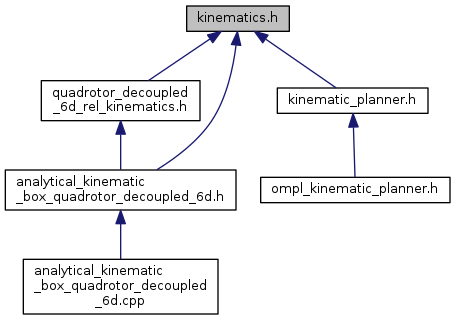 kinematics.h
quadrotor_decoupled
_6d_rel_kinematics.h
kinematic_planner.h
analytical_kinematic
_box_quadrotor_decoupled_6d.h
ompl_kinematic_planner.h
analytical_kinematic
_box_quadrotor_decoupled
_6d.cpp